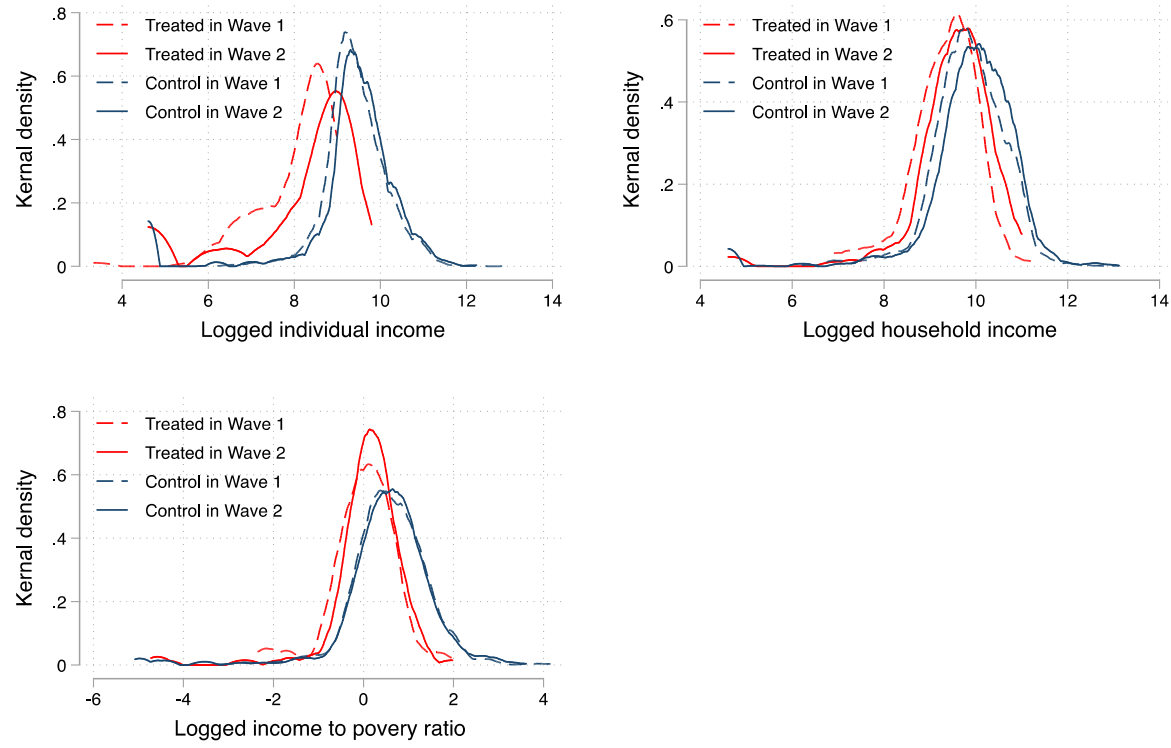 Treated in Wave 1
Treated in Wave 2
Control in Wave 1
Control in Wave 2
Kernal density
.8
.6
.4
.2
0
4 6 8 10 12 14
Logged individual income
Treated in Wave 1
Treated in Wave 2
Control in Wave 1
Control in Wave 2
Kernal density
.6
.4
.2
0
4 6 8 10 12 14
Logged household income
Treated in Wave 1
Treated in Wave 2
Control in Wave 1
Control in Wave 2
Kernal density
.8
.6
.4
.2
0
-6 -4 -2 0 2 4
Logged income to povery ratio